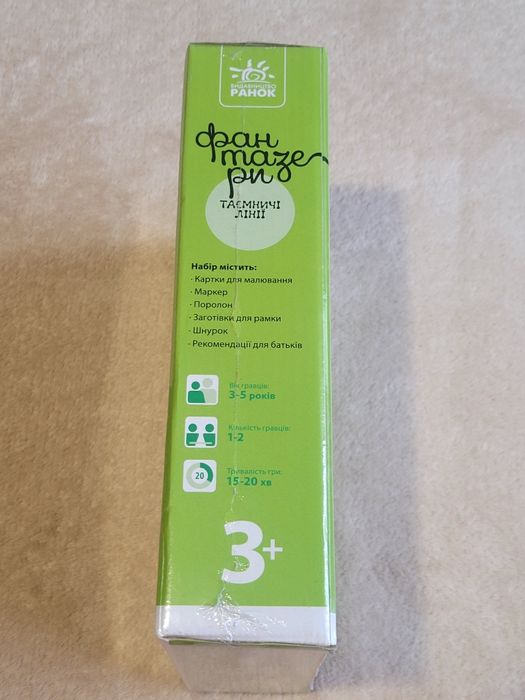 ВИДАВНИЦТВО
РАНОК
фан
тазе
ри
ТАЄМНИЧІ
ЛІНІЇ
Набір містить:
· Картки для малювання
· Маркер
· Поролон
· Заготівки для рамки
· Шнурок
· Рекомендації для батьків
Вік гравців:
3-5 років
Кількість гравців:
1-2
20
Тривалість гри:
15-20 хв
3+